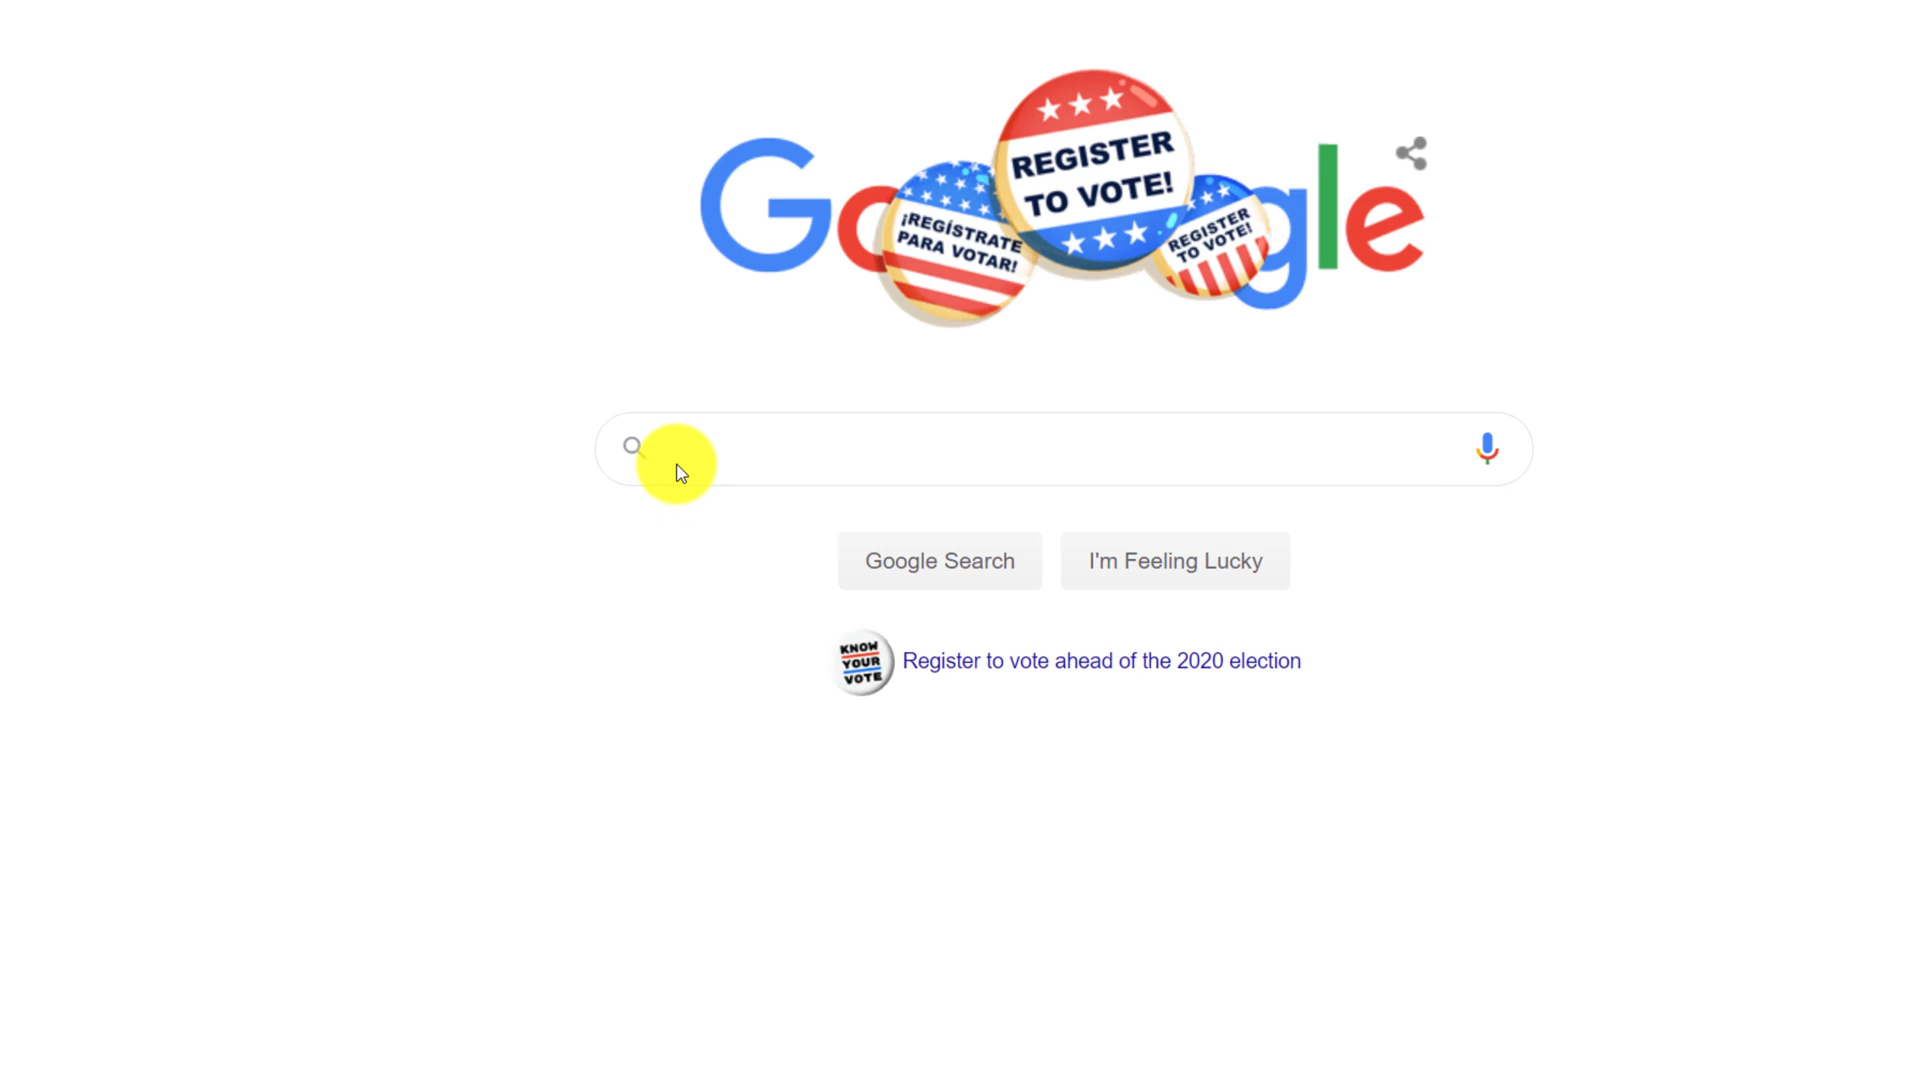 Google
¡REGÍSTRATE
PARA VOTAR!
REGISTER
TO VOTE!
REGISTER
TO VOTE!
Google Search
I'm Feeling Lucky
KNOW
YOUR
VOTE
Register to vote ahead of the 2020 election